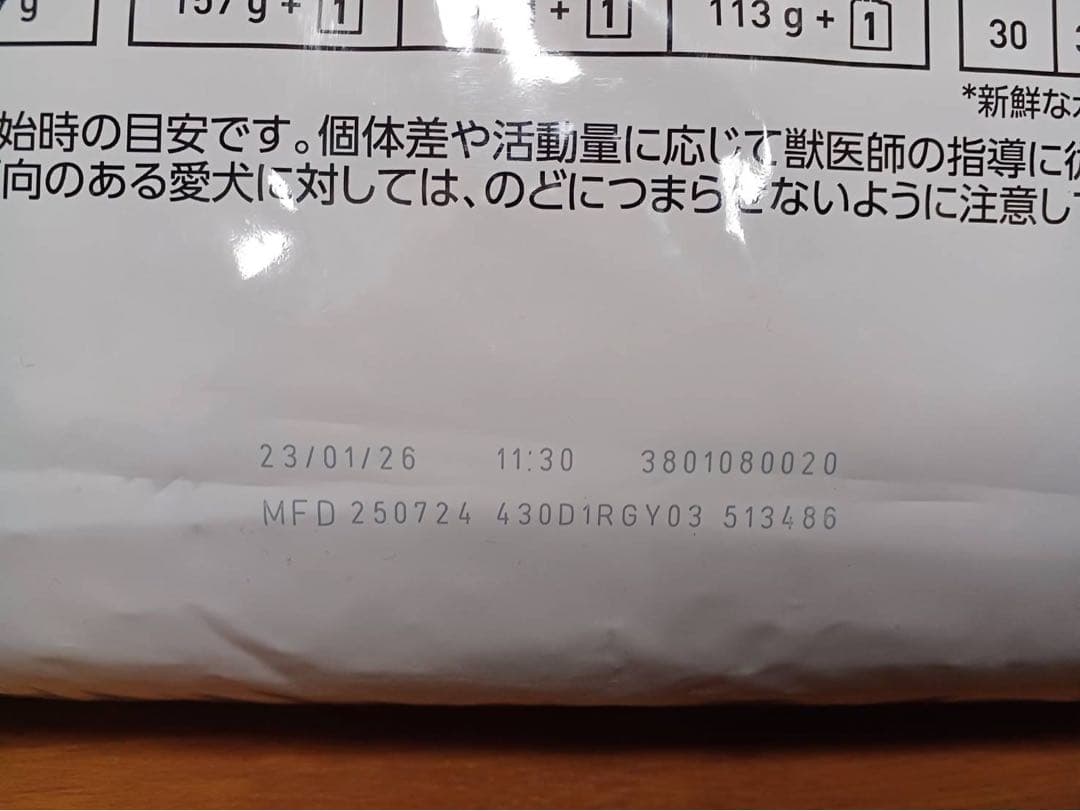 g 157 g + 1 + 1 113 g + 1 30
*新鮮な
始時の目安です。個体差や活動量に応じて獣医師の指導に
向のある愛犬に対しては、のどにつまらせないように注意し
23/01/26 11:30 3801080020
MFD 250724 430D1RGY03 513486